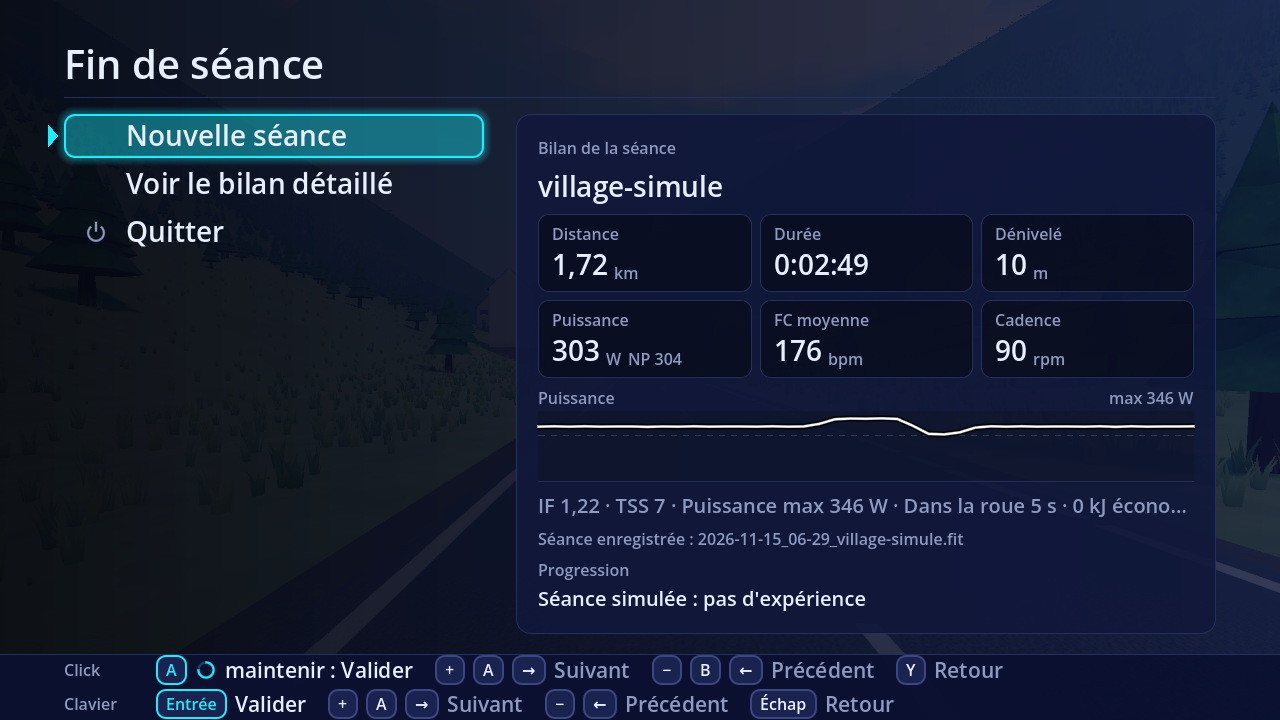 Fin de séance
Nouvelle séance
Voir le bilan détaillé
Quitter
Bilan de la séance
village-simule
Distance
1,72 km
Durée
0:02:49
Dénivelé
10 m
Puissance
303 W NP 304
FC moyenne
176 bpm
Cadence
90 rpm
Puissance max 346 W
IF 1,22 · TSS 7 · Puissance max 346 W · Dans la roue 5 s · 0 kJ écono...
Séance enregistrée : 2026-11-15_06-29_village-simule.fit
Progression
Séance simulée : pas d'expérience
Click A maintenir : Valider + A → Suivant − B ← Précédent Y Retour
Clavier Entrée Valider + A → Suivant − ← Précédent Échap Retour